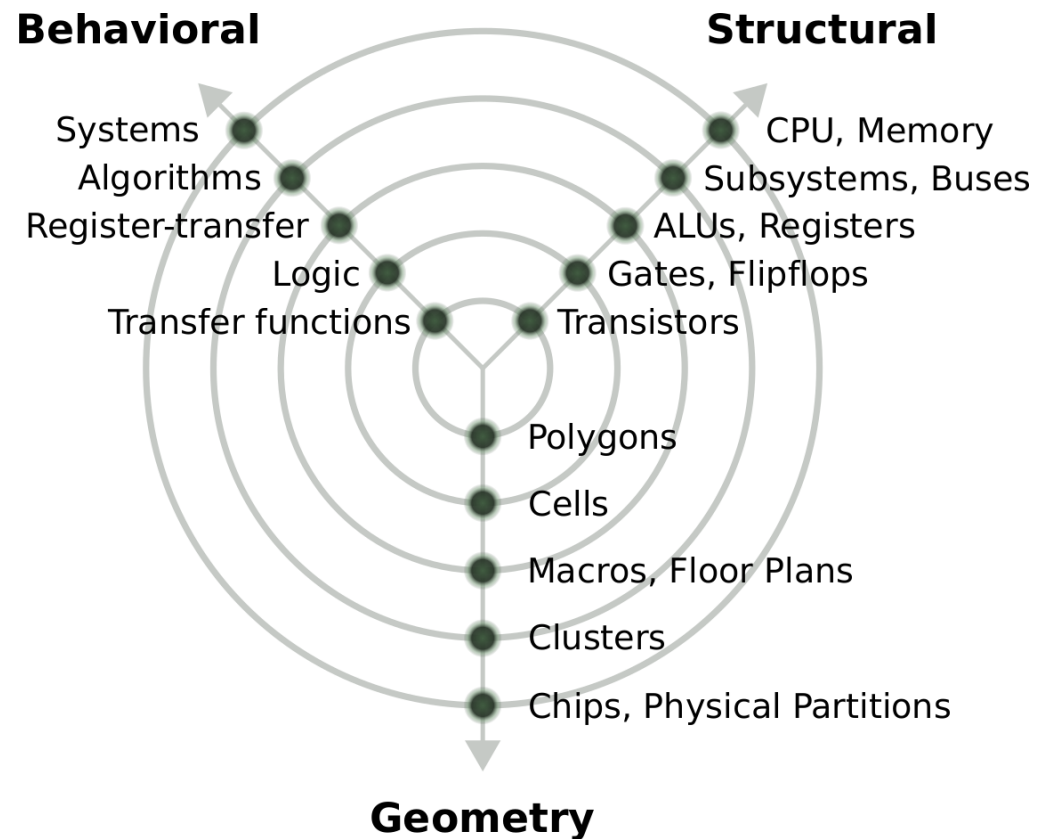 Behavioral
Structural
Systems
CPU, Memory
Algorithms
Subsystems, Buses
Register-transfer
ALUs, Registers
Logic
Gates, Flipflops
Transfer functions
Transistors
Polygons
Cells
Macros, Floor Plans
Clusters
Chips, Physical Partitions
Geometry